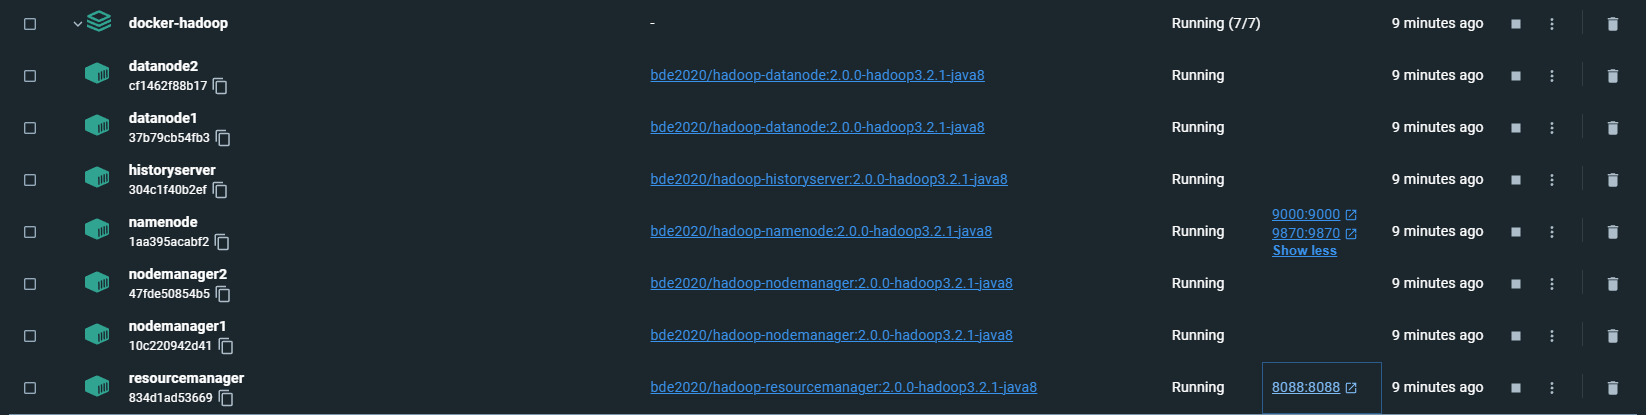 docker-hadoop - Running (7/7) 9 minutes ago
datanode2
cf1462f88b17 bde2020/hadoop-datanode:2.0.0-hadoop3.2.1-java8 Running 9 minutes ago
datanode1
37b79cb54fb3 bde2020/hadoop-datanode:2.0.0-hadoop3.2.1-java8 Running 9 minutes ago
historyserver
304c1f40b2ef bde2020/hadoop-historyserver:2.0.0-hadoop3.2.1-java8 Running 9 minutes ago
namenode
1aa395acabf2 bde2020/hadoop-namenode:2.0.0-hadoop3.2.1-java8 Running 9000:9000
9870:9870 9 minutes ago
Show less
nodemanager2
47fde50854b5 bde2020/hadoop-nodemanager:2.0.0-hadoop3.2.1-java8 Running 9 minutes ago
nodemanager1
10c220942d41 bde2020/hadoop-nodemanager:2.0.0-hadoop3.2.1-java8 Running 9 minutes ago
resourcemanager
834d1ad53669 bde2020/hadoop-resourcemanager:2.0.0-hadoop3.2.1-java8 Running 8088:8088 9 minutes ago